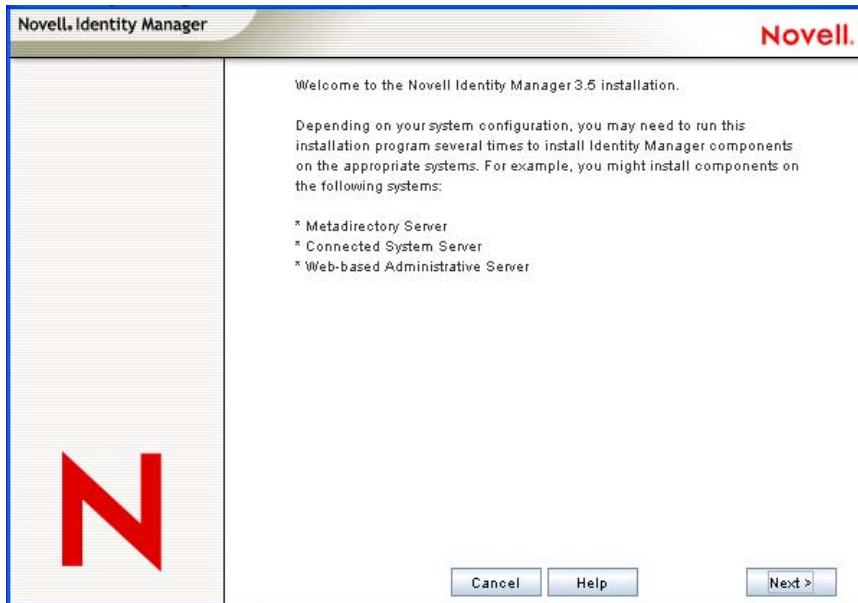 Novell. Identity Manager
Novell.
Welcome to the Novell Identity Manager 3.5 installation.
Depending on your system configuration, you may need to run this
installation program several times to install Identity Manager components
on the appropriate systems. For example, you might install components on
the following systems:
* Metadirectory Server
* Connected System Server
* Web-based Administrative Server
N
Cancel
Help
Next >